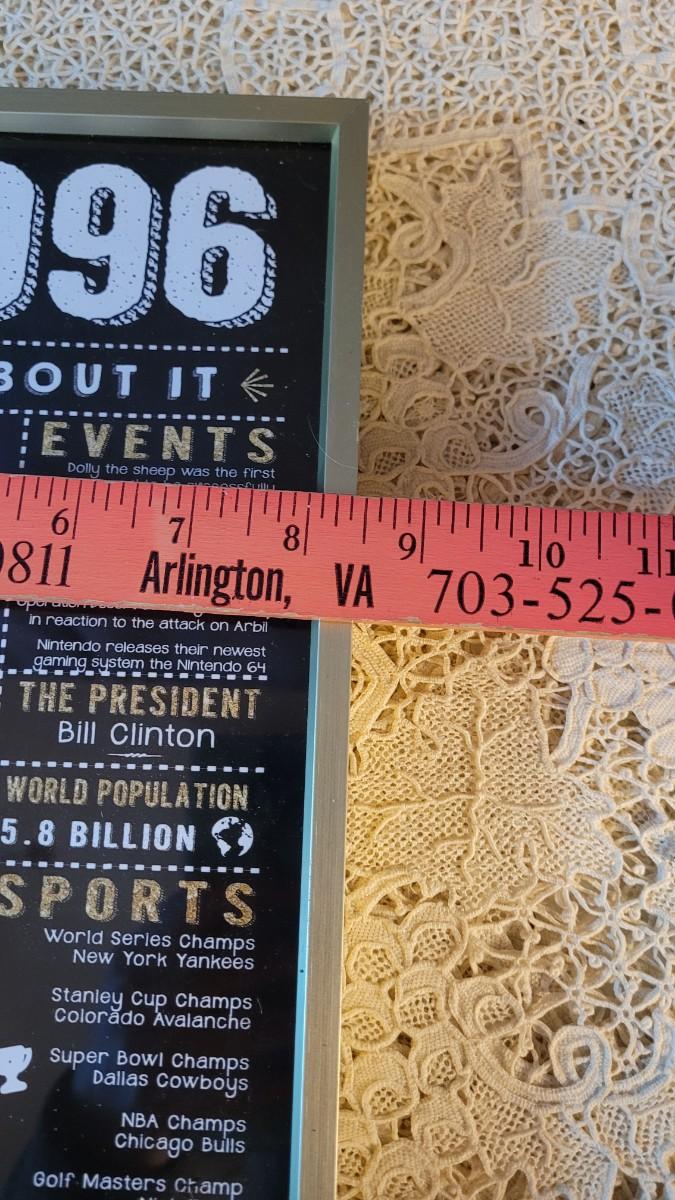 996
BOUT IT
EVENTS
Dolly the sheep was the first
6 7 8 9 10 11
0811 Arlington, VA 703-525-
in reaction to the attack on Arbil
Nintendo releases their newest
gaming system the Nintendo 64
THE PRESIDENT
Bill Clinton
WORLD POPULATION
5.8 BILLION
SPORTS
World Series Champs
New York Yankees
Stanley Cup Champs
Colorado Avalanche
Super Bowl Champs
Dallas Cowboys
NBA Champs
Chicago Bulls
Golf Masters Champ